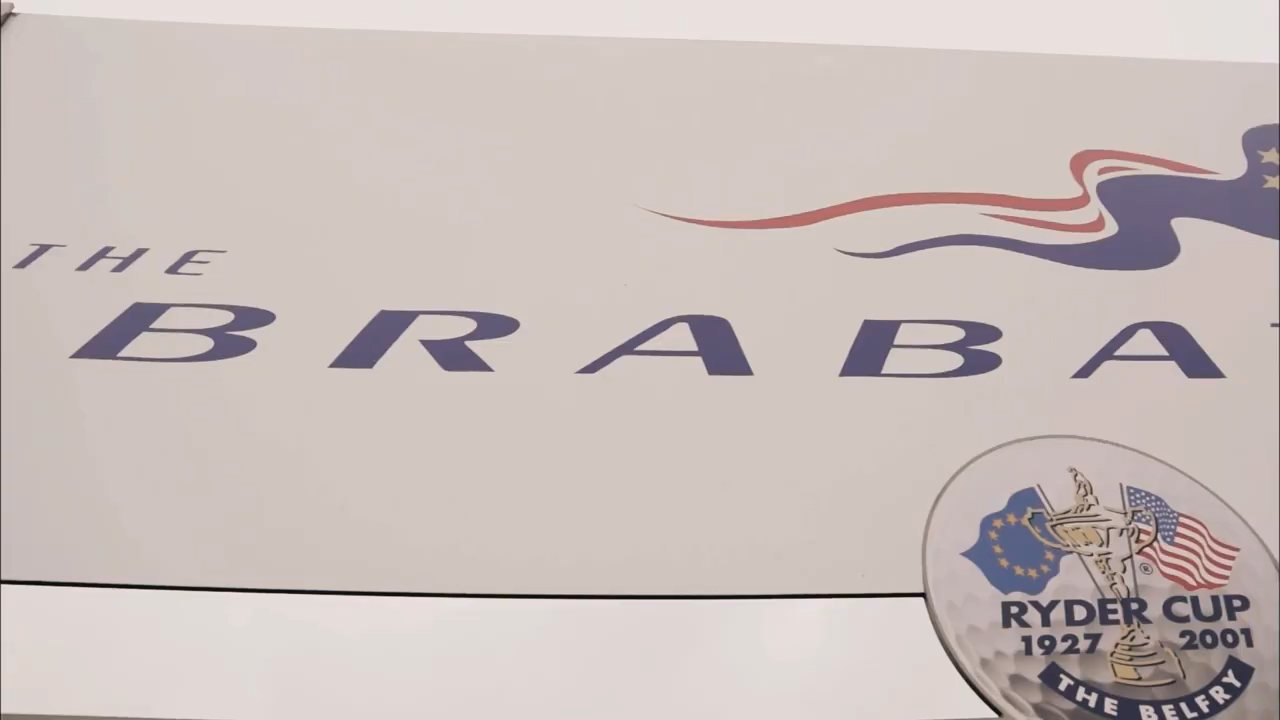 THE
BRABA
RYDER CUP
1927 2001
THE BELFRY